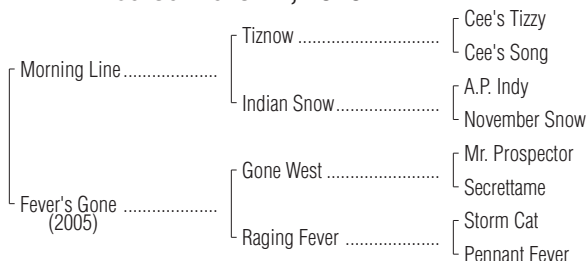 Cee's Tizzy
Tiznow
Cee's Song
Morning Line
A.P. Indy
Indian Snow
November Snow
Mr. Prospector
Gone West
Secrettame
Fever's Gone
(2005)
Storm Cat
Raging Fever
Pennant Fever